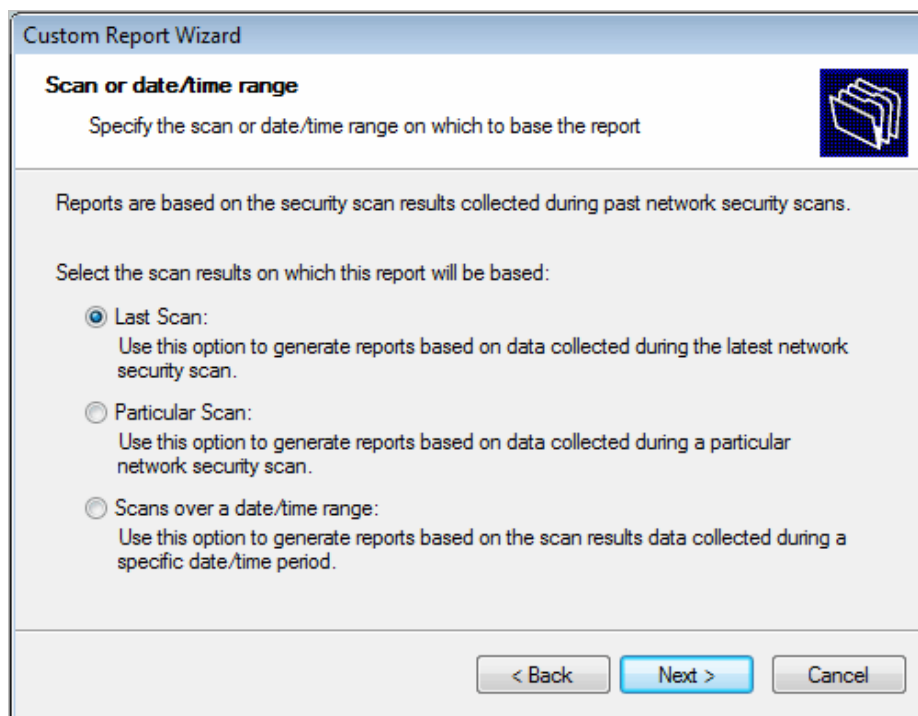 Custom Report Wizard
Scan or date/time range
Specify the scan or date/time range on which to base the report
Reports are based on the security scan results collected during past network security scans.
Select the scan results on which this report will be based:
Last Scan:
Use this option to generate reports based on data collected during the latest network
security scan.
Particular Scan:
Use this option to generate reports based on data collected during a particular
network security scan.
Scans over a date/time range:
Use this option to generate reports based on the scan results data collected during a
specific date/time period.
< Back
Next >
Cancel